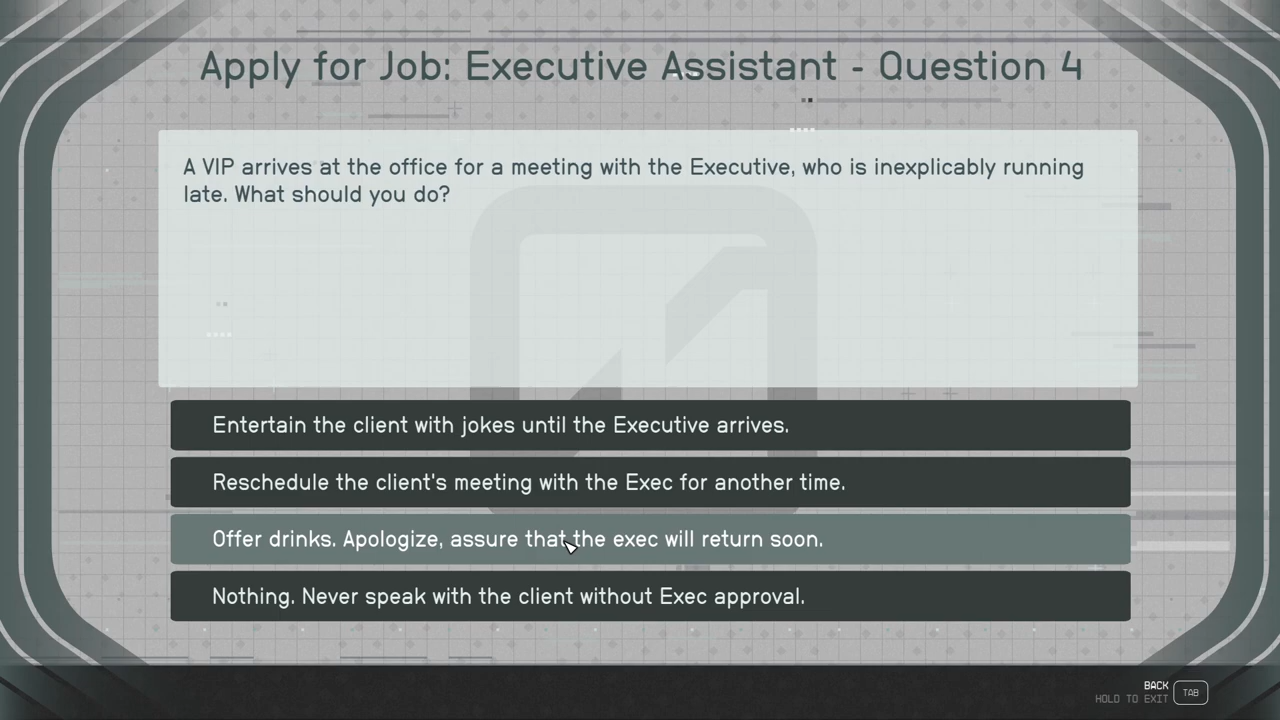 Apply for Job: Executive Assistant - Question 4
A VIP arrives at the office for a meeting with the Executive, who is inexplicably running
late. What should you do?
Entertain the client with jokes until the Executive arrives.
Reschedule the client's meeting with the Exec for another time.
Offer drinks. Apologize, assure that the exec will return soon.
Nothing. Never speak with the client without Exec approval.
BACK
HOLD TO EXIT TAB